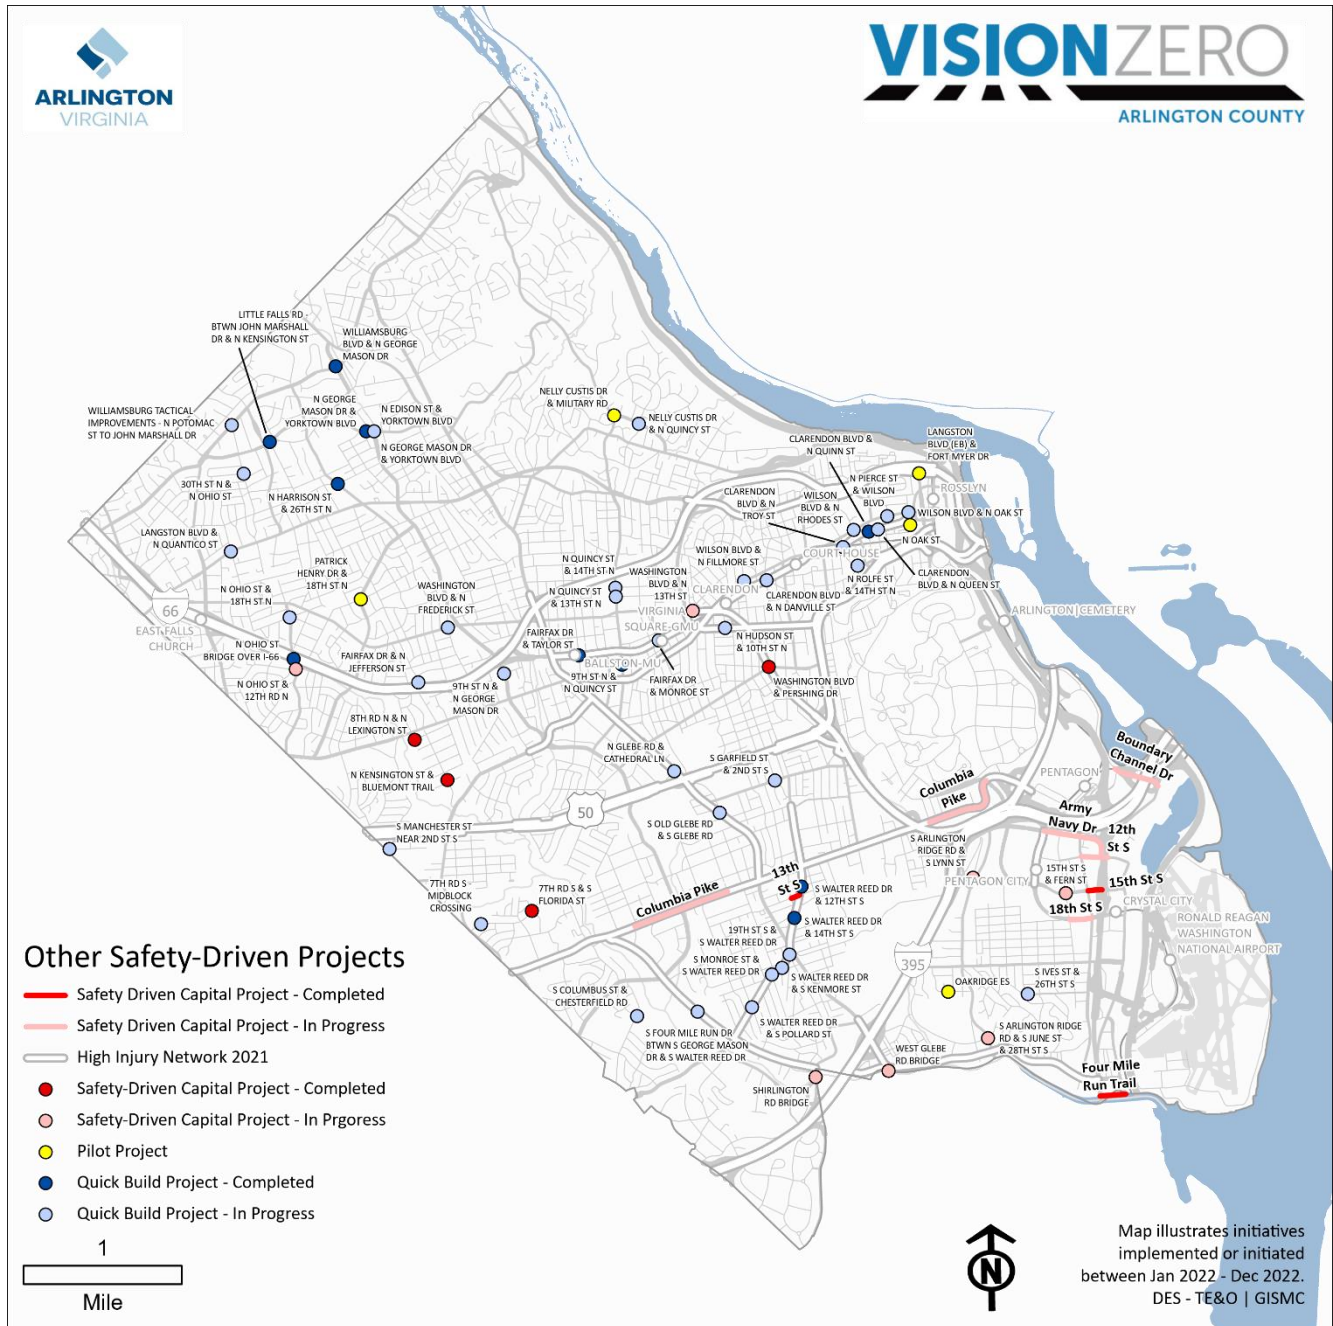 ARLINGTON
VIRGINIA
VISIONZERO
ARLINGTON COUNTY
LITTLE FALLS RD -
BTWN JOHN MARSHALL
DR & N KENSINGTON ST
WILLIAMSBURG
BLVD & N GEORGE
MASON DR
N GEORGE
MASON DR &
YORKTOWN BLVD
N EDISON ST &
YORKTOWN BLVD
WILLIAMSBURG TACTICAL
IMPROVEMENTS - N POTOMAC
ST TO JOHN MARSHALL DR
N GEORGE MASON DR
& YORKTOWN BLVD
30TH ST N &
N OHIO ST
N HARRISON ST
& 26TH ST N
NELLY CUSTIS DR
& MILITARY RD
NELLY CUSTIS DR
& N QUINCY ST
CLARENDON BLVD &
N QUINN ST
LANGSTON
BLVD (EB) &
FORT MYER DR
N PIERCE ST
& WILSON
BLVD
ROSSLYN
CLARENDON
BLVD & N
TROY ST
WILSON
BLVD & N
RHODES ST
WILSON BLVD & N OAK ST
N OAK ST
COURT HOUSE
LANGSTON BLVD &
N QUANTICO ST
PATRICK
HENRY DR &
18TH ST N
N OHIO ST &
18TH ST N
WASHINGTON
BLVD & N
FREDERICK ST
N QUINCY ST
& 14TH ST N
N QUINCY ST
& 13TH ST N
WASHINGTON
BLVD & N
13TH ST
WILSON BLVD &
N FILLMORE ST
CLARENDON
CLARENDON BLVD
& N DANVILLE ST
N ROLFE ST
& 14TH ST N
CLARENDON
BLVD & N QUEEN ST
ARLINGTON CEMETERY
66
EAST FALLS
CHURCH
VIRGINIA
SQUARE-GMU
N OHIO ST
BRIDGE OVER I-66
N OHIO ST &
12TH RD N
FAIRFAX DR & N
JEFFERSON ST
FAIRFAX DR
& TAYLOR ST
BALLSTON-MU
9TH ST N &
N QUINCY ST
FAIRFAX DR
& MONROE ST
N HUDSON ST
& 10TH ST N
9TH ST N &
N GEORGE
MASON DR
WASHINGTON BLVD
& PERSHING DR
8TH RD N & N
LEXINGTON ST
N KENSINGTON ST &
BLUEMONT TRAIL
N GLEBE RD &
CATHEDRAL LN
S GARFIELD ST
& 2ND ST S
50
Columbia
Pike
PENTAGON
Boundary
Channel Dr
Army
Navy Dr
12th
St S
S MANCHESTER ST
NEAR 2ND ST S
S OLD GLEBE RD
& S GLEBE RD
S ARLINGTON
RIDGE RD &
S LYNN ST
PENTAGON CITY
15TH ST S
& FERN ST
15th St S
18th St S
CRYSTAL CITY
7TH RD S
MIDBLOCK
CROSSING
7TH RD S & S
FLORIDA ST
Columbia Pike
13th
St S
S WALTER REED DR
& 12TH ST S
S WALTER REED DR
& 14TH ST S
RONALD REAGAN
WASHINGTON
NATIONAL AIRPORT
19TH ST S &
S WALTER REED DR
S MONROE ST &
S WALTER REED DR
S WALTER REED DR
& S KENMORE ST
395
OAKRIDGE ES
S IVES ST &
26TH ST S
S COLUMBUS ST &
CHESTERFIELD RD
S FOUR MILE RUN DR
BTWN S GEORGE MASON
DR & S WALTER REED DR
S WALTER REED DR
& S POLLARD ST
S ARLINGTON RIDGE
RD & S JUNE ST
& 28TH ST S
WEST GLEBE
RD BRIDGE
SHIRLINGTON
RD BRIDGE
Four Mile
Run Trail
Other Safety-Driven Projects
Safety Driven Capital Project - Completed
Safety Driven Capital Project - In Progress
High Injury Network 2021
Safety-Driven Capital Project - Completed
Safety-Driven Capital Project - In Prgoress
Pilot Project
Quick Build Project - Completed
Quick Build Project - In Progress
1
Mile
N
Map illustrates initiatives
implemented or initiated
between Jan 2022 - Dec 2022.
DES - TE&O | GISMC